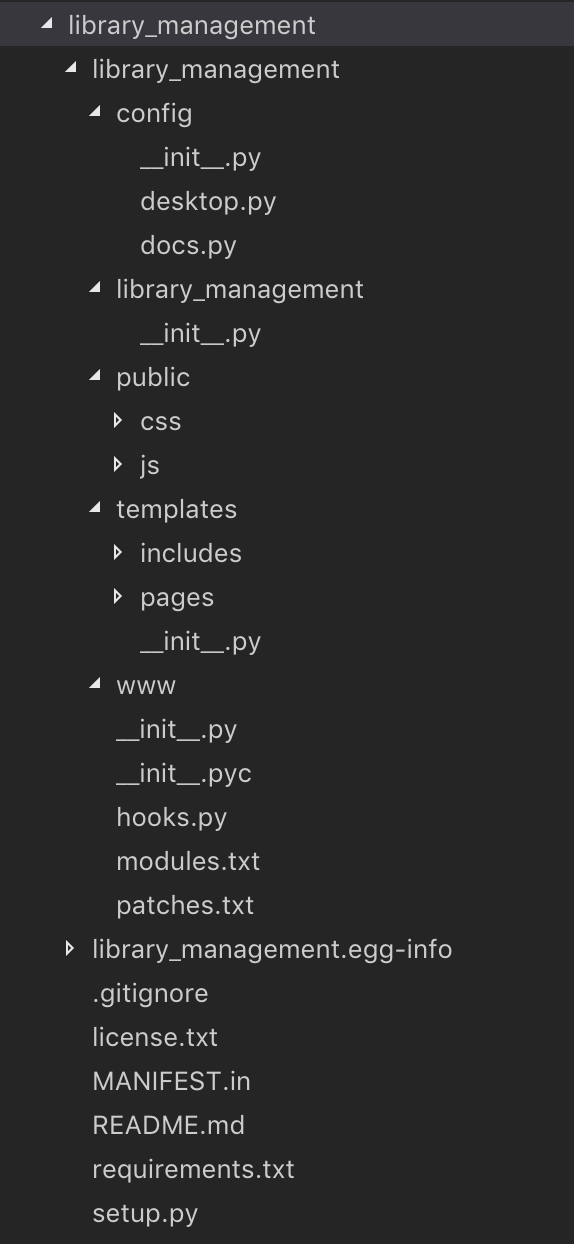 library_management
library_management
config
__init__.py
desktop.py
docs.py
library_management
__init__.py
public
css
js
templates
includes
pages
__init__.py
www
__init__.py
__init__.pyc
hooks.py
modules.txt
patches.txt
library_management.egg-info
.gitignore
license.txt
MANIFEST.in
README.md
requirements.txt
setup.py